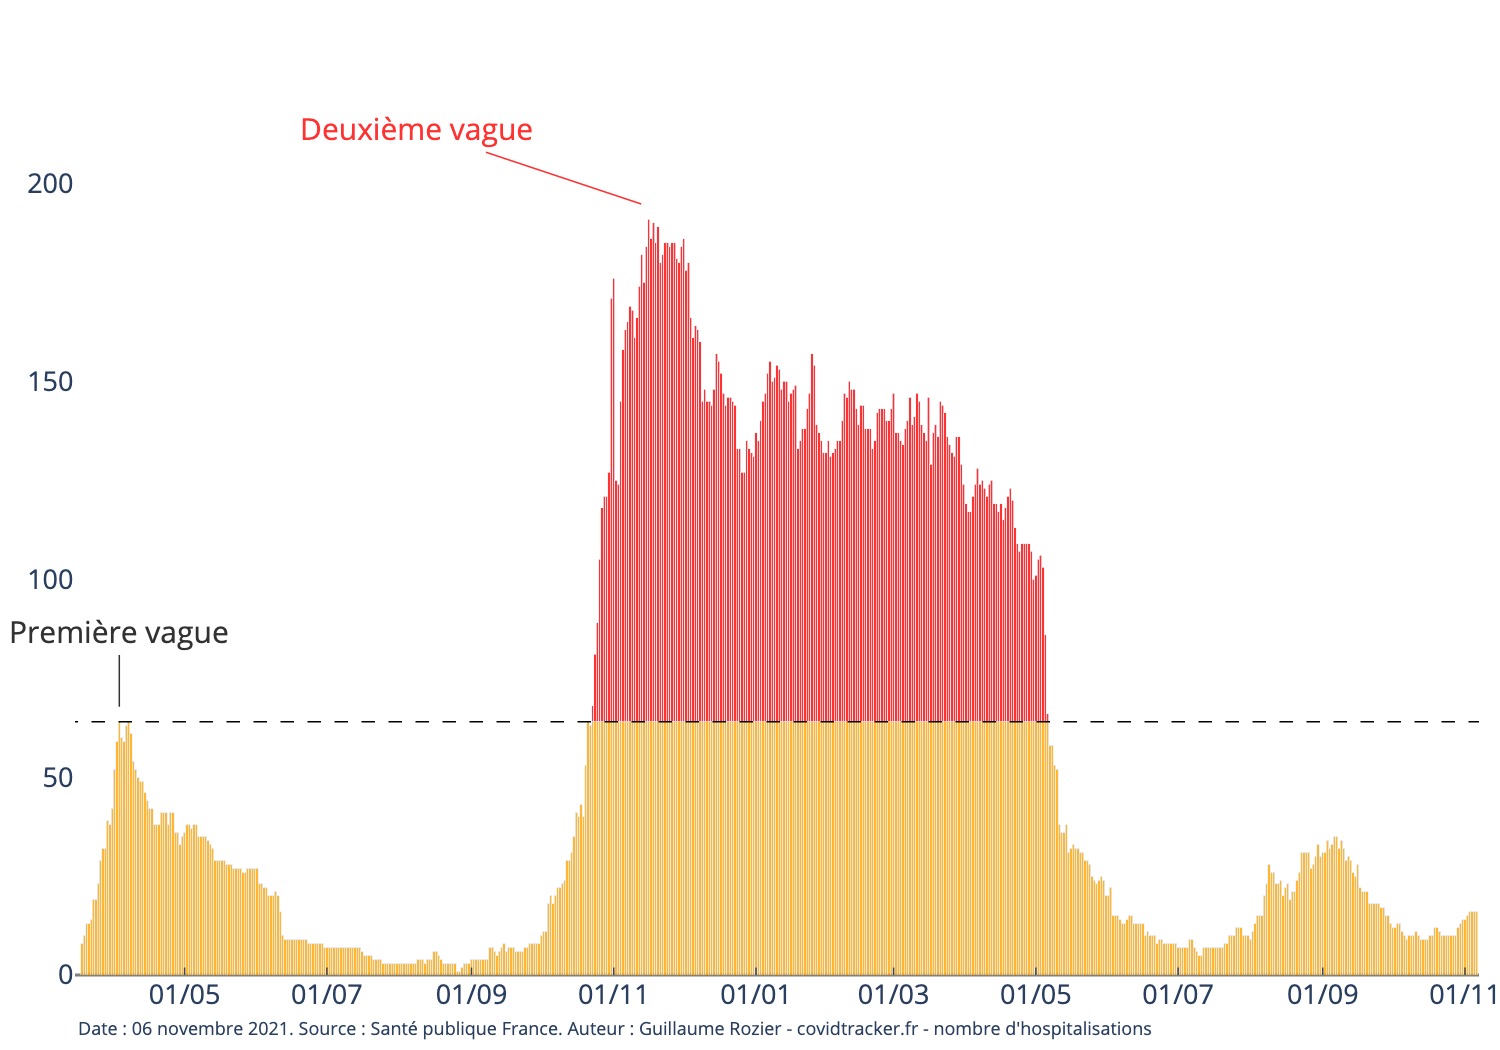 Deuxième vague
200
150
100
Première vague
50
0
01/05 01/07 01/09 01/11 01/01 01/03 01/05 01/07 01/09 01/11
Date : 06 novembre 2021. Source : Santé publique France. Auteur : Guillaume Rozier - covidtracker.fr - nombre d'hospitalisations